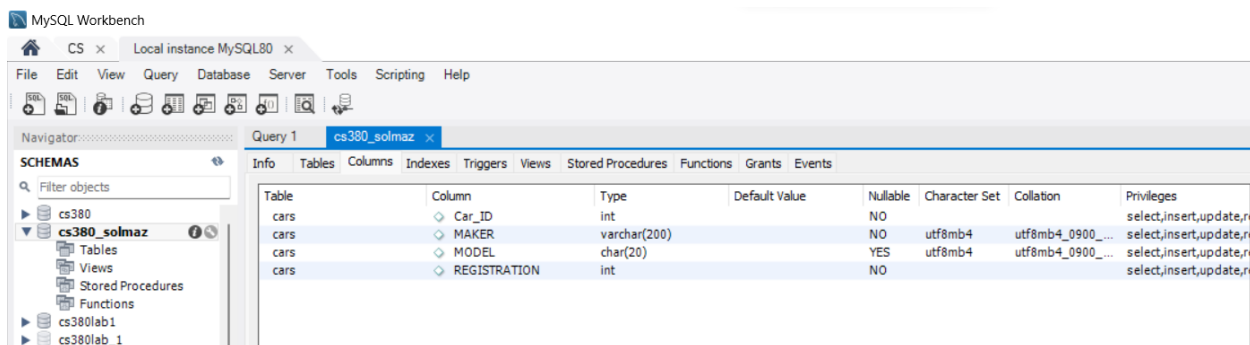 MySQL Workbench
CS × Local instance MySQL80 ×
File Edit View Query Database Server Tools Scripting Help
SQL SQL
Navigator Query 1 cs380_solmaz ×
SCHEMAS Info Tables Columns Indexes Triggers Views Stored Procedures Functions Grants Events
Filter objects
Table Column Type Default Value Nullable Character Set Collation Privileges
cs380 cars Car_ID int NO select,insert,update,r
cs380_solmaz cars MAKER varchar(200) NO utf8mb4 utf8mb4_0900_... select,insert,update,r
Tables cars MODEL char(20) YES utf8mb4 utf8mb4_0900_... select,insert,update,r
Views cars REGISTRATION int NO select,insert,update,r
Stored Procedures
Functions
cs380lab1
cs380lab_1